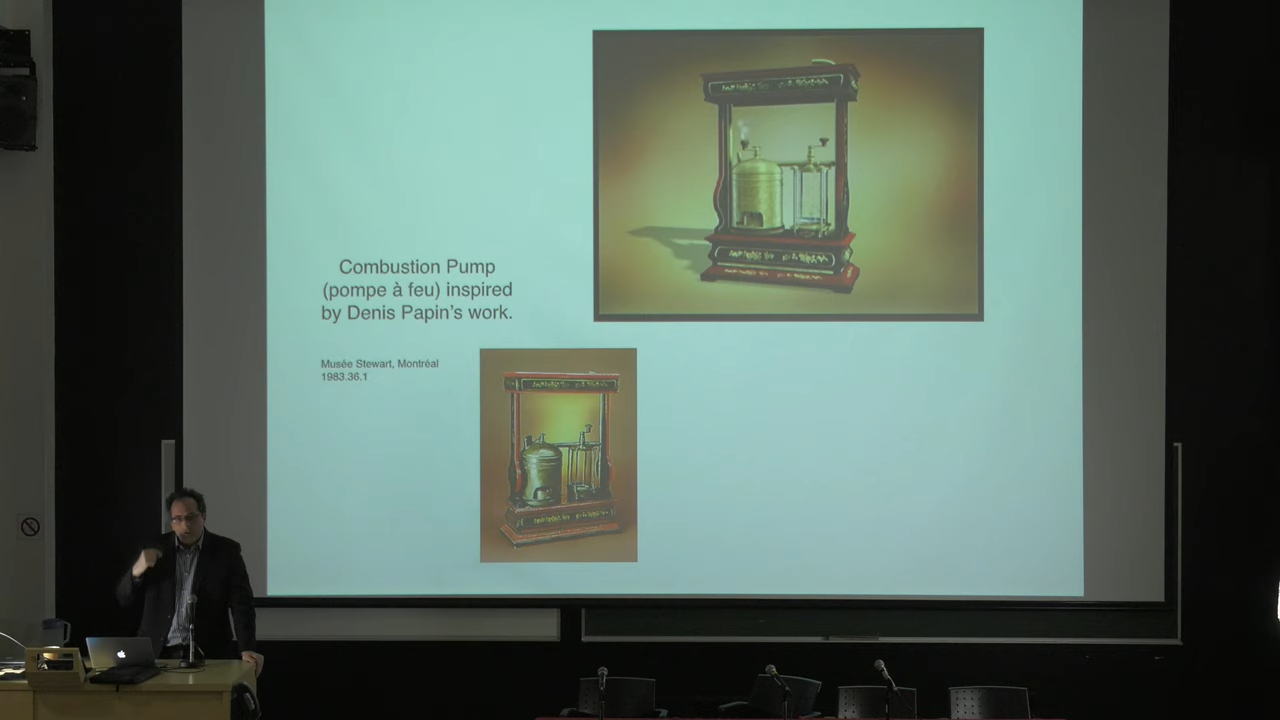 Combustion Pump
(pompe à feu) inspired
by Denis Papin's work.
Musée Stewart, Montréal
1983.36.1